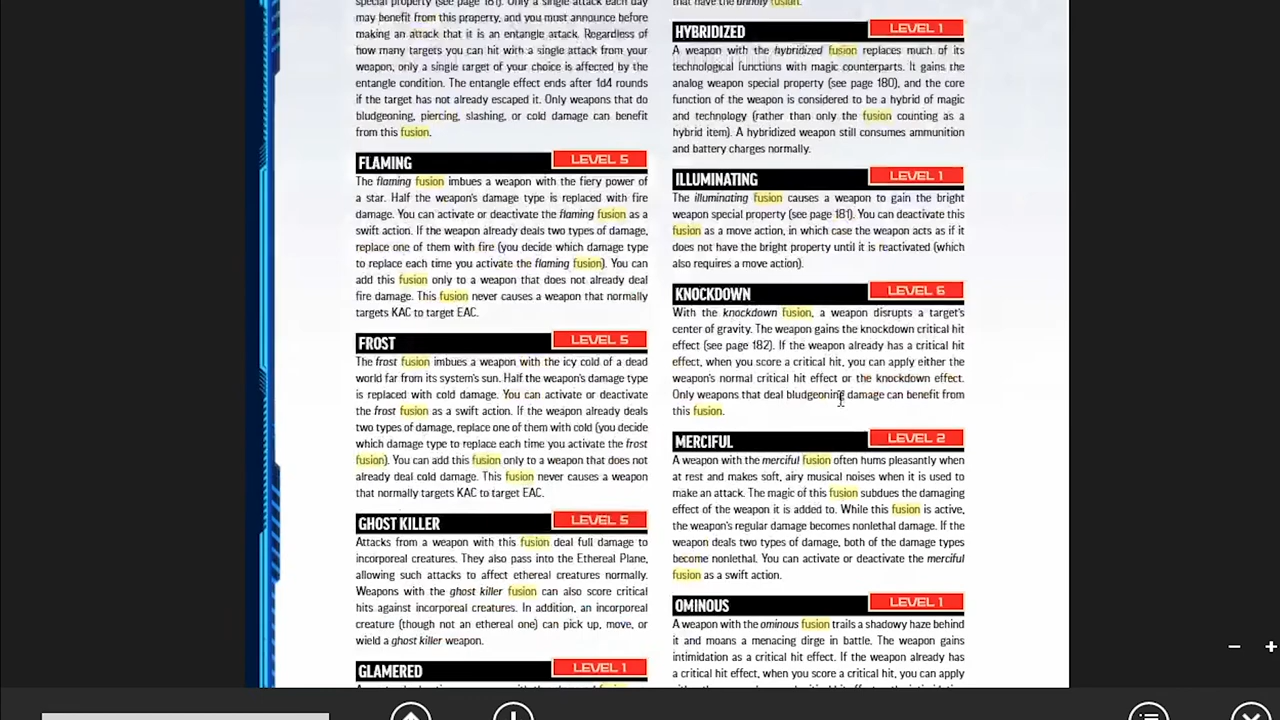 special property (see page 181). Only a single attack each day
may benefit from this property, and you must announce before
making an attack that it is an entangle attack. Regardless of
how many targets you can hit with a single attack from your
weapon, only a single target of your choice is affected by the
entangle condition. The entangle effect ends after 1d4 rounds
if the target has not already escaped it. Only weapons that do
bludgeoning, piercing, slashing, or cold damage can benefit
from this fusion.
FLAMING LEVEL 5
The flaming fusion imbues a weapon with the fiery power of
a star. Half the weapon's damage type is replaced with fire
damage. You can activate or deactivate the flaming fusion as a
swift action. If the weapon already deals two types of damage,
replace one of them with fire (you decide which damage type
to replace each time you activate the flaming fusion). You can
add this fusion only to a weapon that does not already deal
fire damage. This fusion never causes a weapon that normally
targets KAC to target EAC.
FROST LEVEL 5
The frost fusion imbues a weapon with the icy cold of a dead
world far from its system's sun. Half the weapon's damage type
is replaced with cold damage. You can activate or deactivate
the frost fusion as a swift action. If the weapon already deals
two types of damage, replace one of them with cold (you decide
which damage type to replace each time you activate the frost
fusion). You can add this fusion only to a weapon that does not
already deal cold damage. This fusion never causes a weapon
that normally targets KAC to target EAC.
GHOST KILLER LEVEL 5
Attacks from a weapon with this fusion deal full damage to
incorporeal creatures. They also pass into the Ethereal Plane,
allowing such attacks to affect ethereal creatures normally.
Weapons with the ghost killer fusion can also score critical
hits against incorporeal creatures. In addition, an incorporeal
creature (though not an ethereal one) can pick up, move, or
wield a ghost killer weapon.
GLAMERED LEVEL 1
that have the unholy fusion.
HYBRIDIZED LEVEL 1
A weapon with the hybridized fusion replaces much of its
technological functions with magic counterparts. It gains the
analog weapon special property (see page 180), and the core
function of the weapon is considered to be a hybrid of magic
and technology (rather than only the fusion counting as a
hybrid item). A hybridized weapon still consumes ammunition
and battery charges normally.
ILLUMINATING LEVEL 1
The illuminating fusion causes a weapon to gain the bright
weapon special property (see page 181). You can deactivate this
fusion as a move action, in which case the weapon acts as if it
does not have the bright property until it is reactivated (which
also requires a move action).
KNOCKDOWN LEVEL 6
With the knockdown fusion, a weapon disrupts a target's
center of gravity. The weapon gains the knockdown critical hit
effect (see page 182). If the weapon already has a critical hit
effect, when you score a critical hit, you can apply either the
weapon's normal critical hit effect or the knockdown effect.
Only weapons that deal bludgeoning damage can benefit from
this fusion.
MERCIFUL LEVEL 2
A weapon with the merciful fusion often hums pleasantly when
at rest and makes soft, airy musical noises when it is used to
make an attack. The magic of this fusion subdues the damaging
effect of the weapon it is added to. While this fusion is active,
the weapon's regular damage becomes nonlethal damage. If the
weapon deals two types of damage, both of the damage types
become nonlethal. You can activate or deactivate the merciful
fusion as a swift action.
OMINOUS LEVEL 1
A weapon with the ominous fusion trails a shadowy haze behind
it and moans a menacing dirge in battle. The weapon gains
intimidation as a critical hit effect. If the weapon already has
a critical hit effect, when you score a critical hit, you can apply